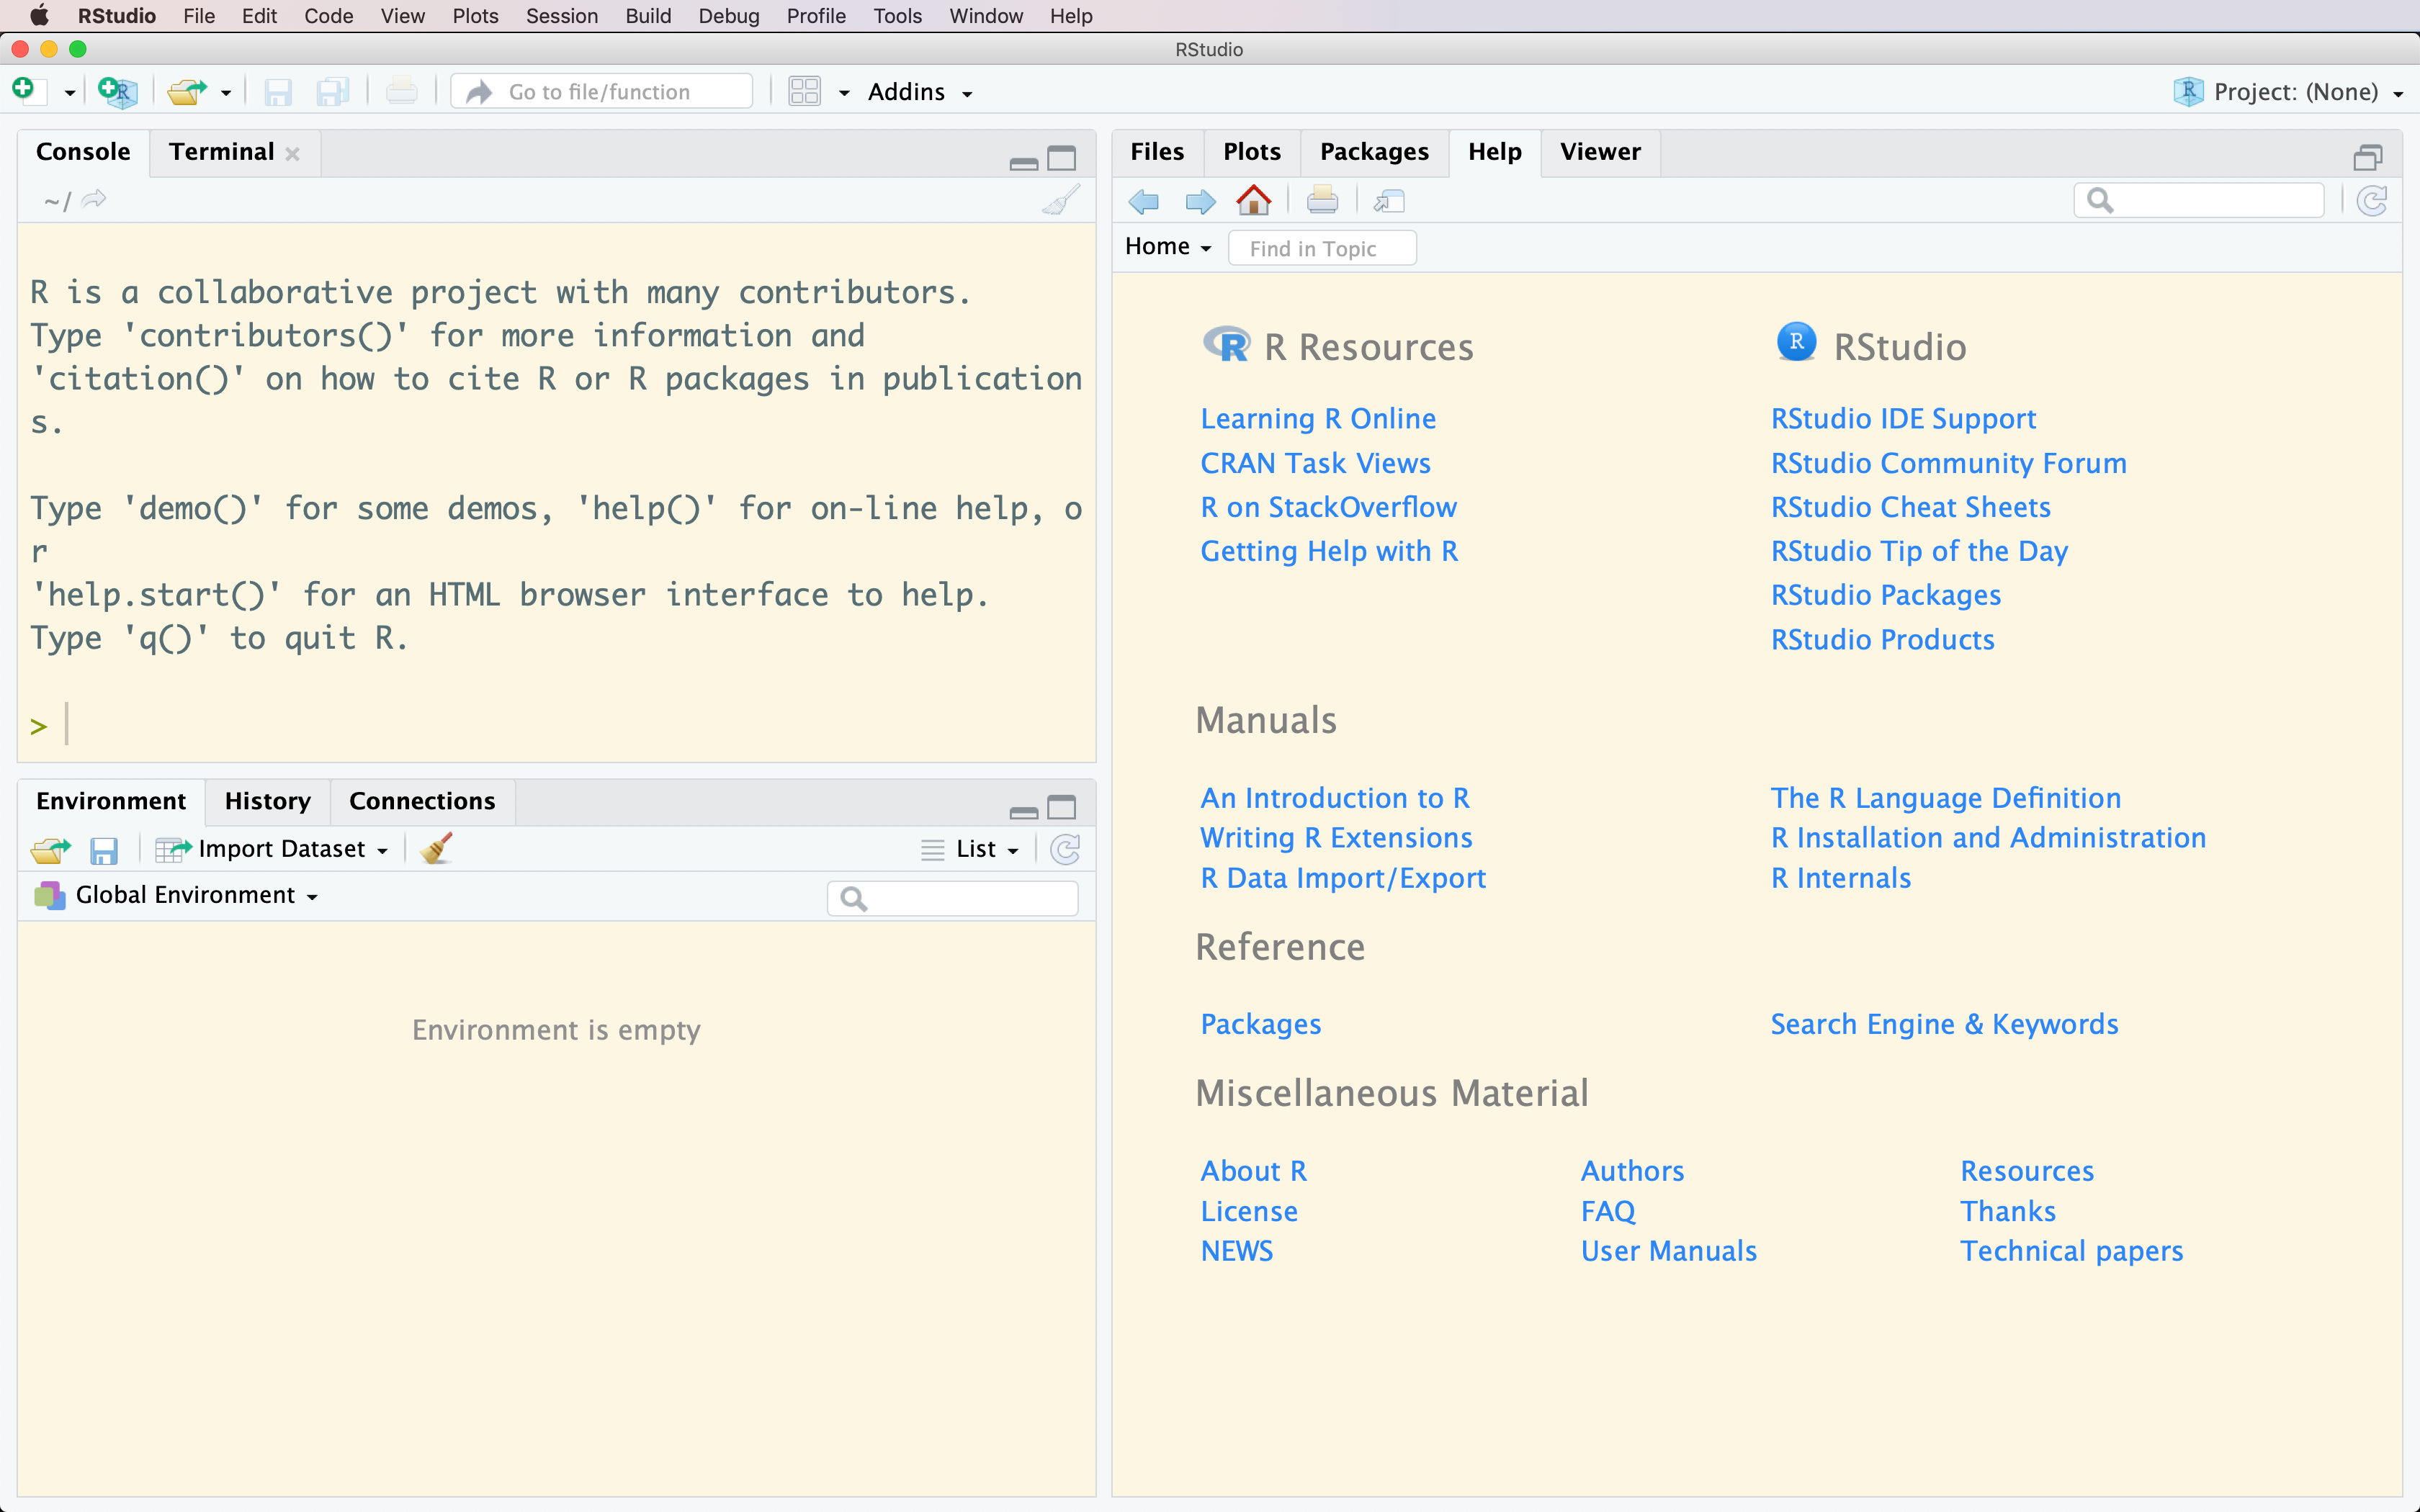 RStudio File Edit Code View Plots Session Build Debug Profile Tools Window Help
RStudio
Go to file/function Addins Project: (None)
Console Terminal
~/
R is a collaborative project with many contributors.
Type 'contributors()' for more information and
'citation()' on how to cite R or R packages in publication
s.
Type 'demo()' for some demos, 'help()' for on-line help, o
r
'help.start()' for an HTML browser interface to help.
Type 'q()' to quit R.
>
Environment History Connections
Import Dataset List
Global Environment
Environment is empty
Files Plots Packages Help Viewer
Home Find in Topic
R R Resources
Learning R Online
CRAN Task Views
R on StackOverflow
Getting Help with R
R RStudio
RStudio IDE Support
RStudio Community Forum
RStudio Cheat Sheets
RStudio Tip of the Day
RStudio Packages
RStudio Products
Manuals
An Introduction to R The R Language Definition
Writing R Extensions R Installation and Administration
R Data Import/Export R Internals
Reference
Packages Search Engine & Keywords
Miscellaneous Material
About R Authors Resources
License FAQ Thanks
NEWS User Manuals Technical papers